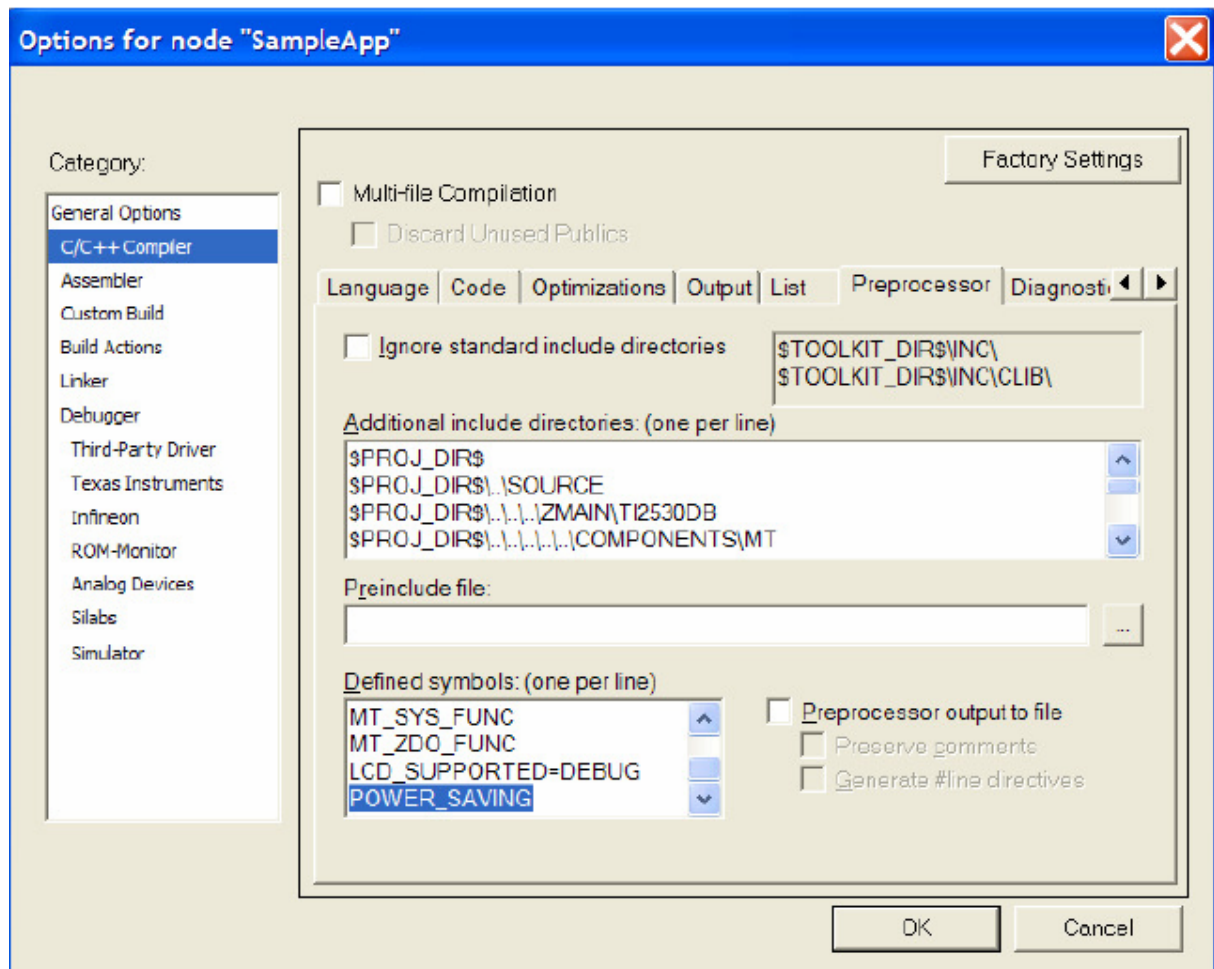 Options for node "SampleApp"
Category:
General Options
C/C++ Compiler
Assembler
Custom Build
Build Actions
Linker
Debugger
Third-Party Driver
Texas Instruments
Infineon
ROM-Monitor
Analog Devices
Silabs
Simulator
Factory Settings
Multi-file Compilation
Discard Unused Publics
Language Code Optimizations Output List Preprocessor Diagnosti
Ignore standard include directories
$TOOLKIT_DIR$\INC\
$TOOLKIT_DIR$\INC\CLIB\
Additional include directories: (one per line)
$PROJ_DIR$
$PROJ_DIR$\..\SOURCE
$PROJ_DIR$\..\..\..\ZMAIN\TI2530DB
$PROJ_DIR$\..\..\..\..\..\COMPONENTS\MT
Preinclude file:
...
Defined symbols: (one per line)
MT_SYS_FUNC
MT_ZDO_FUNC
LCD_SUPPORTED=DEBUG
POWER_SAVING
Preprocessor output to file
Preserve comments
Generate #line directives
OK
Cancel